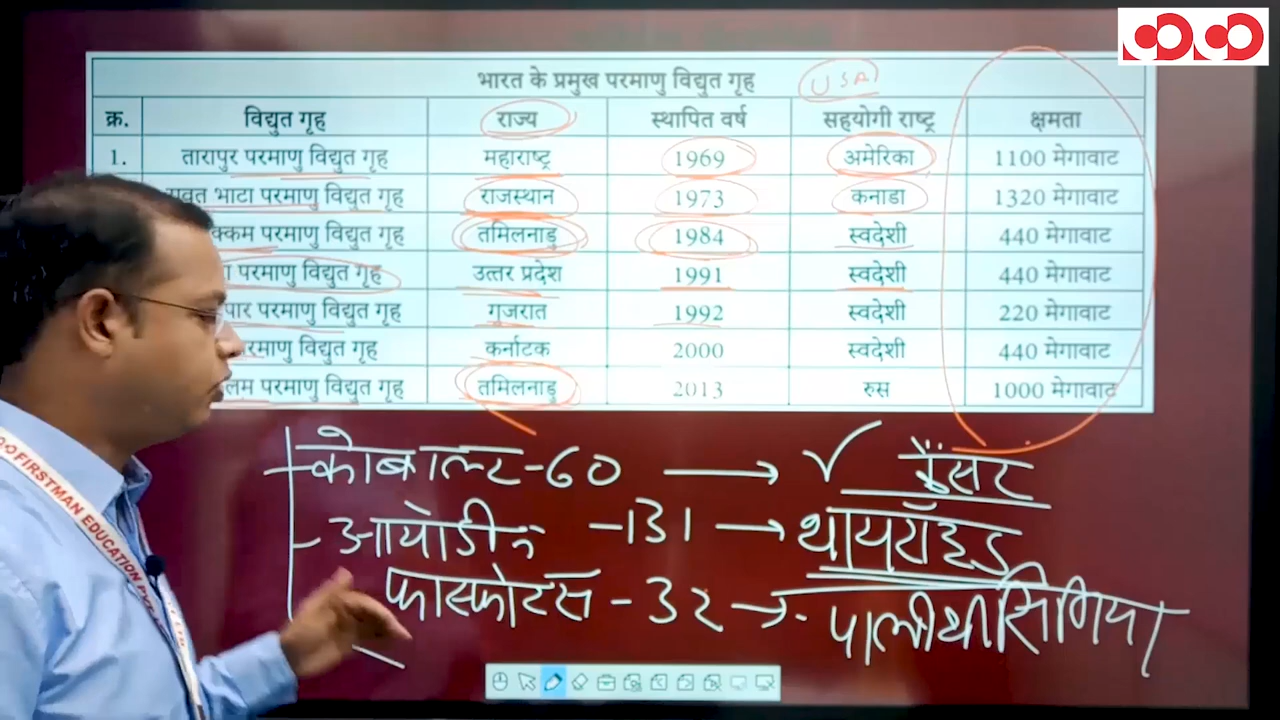 भारत के प्रमुख परमाणु विद्युत गृह USA
क्र. विद्युत गृह राज्य स्थापित वर्ष सहयोगी राष्ट्र क्षमता
1. तारापुर परमाणु विद्युत गृह महाराष्ट्र 1969 अमेरिका 1100 मेगावाट
भाटा परमाणु विद्युत गृह राजस्थान 1973 कनाडा 1320 मेगावाट
परमाणु विद्युत गृह तमिलनाडु 1984 स्वदेशी 440 मेगावाट
परमाणु विद्युत गृह उत्तर प्रदेश 1991 स्वदेशी 440 मेगावाट
परमाणु विद्युत गृह गुजरात 1992 स्वदेशी 220 मेगावाट
विद्युत गृह कर्नाटक 2000 स्वदेशी 440 मेगावाट
परमाणु विद्युत गृह तमिलनाडु 2013 रुस 1000 मेगावाट
कोबाल्ट-60 → ✓ कैंसर
आयोडीन -131 → थायरॉइड
फास्फोरस - 32 → पालीथीसिगिया
FIRSTMAN EDUCATION